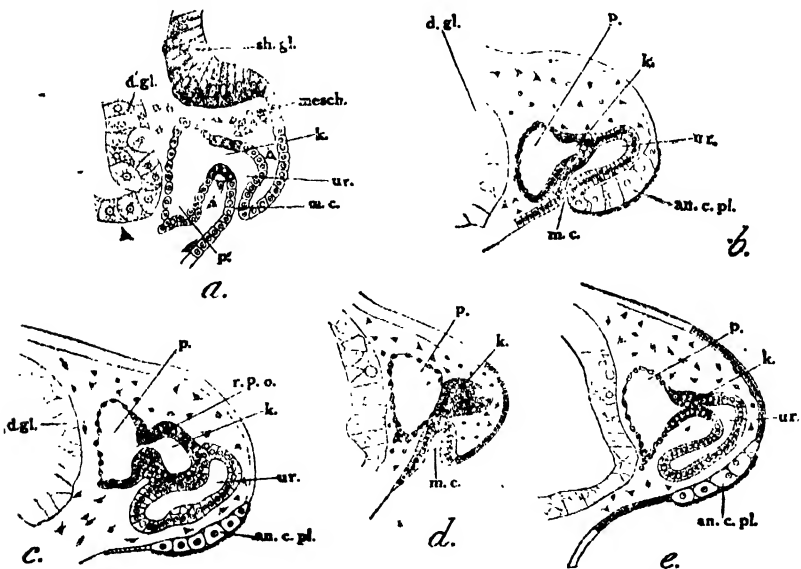 sh. gl.
d. gl.
mesch.
k.
ur.
m. c.
p.
a.
d. gl.
p.
k.
ur.
an. c. pl.
m. c.
b.
p.
r. p. o.
k.
d. gl.
ur.
an. c. pl.
c.
p.
k.
m. c.
d.
p.
k.
ur.
an. c. pl.
e.